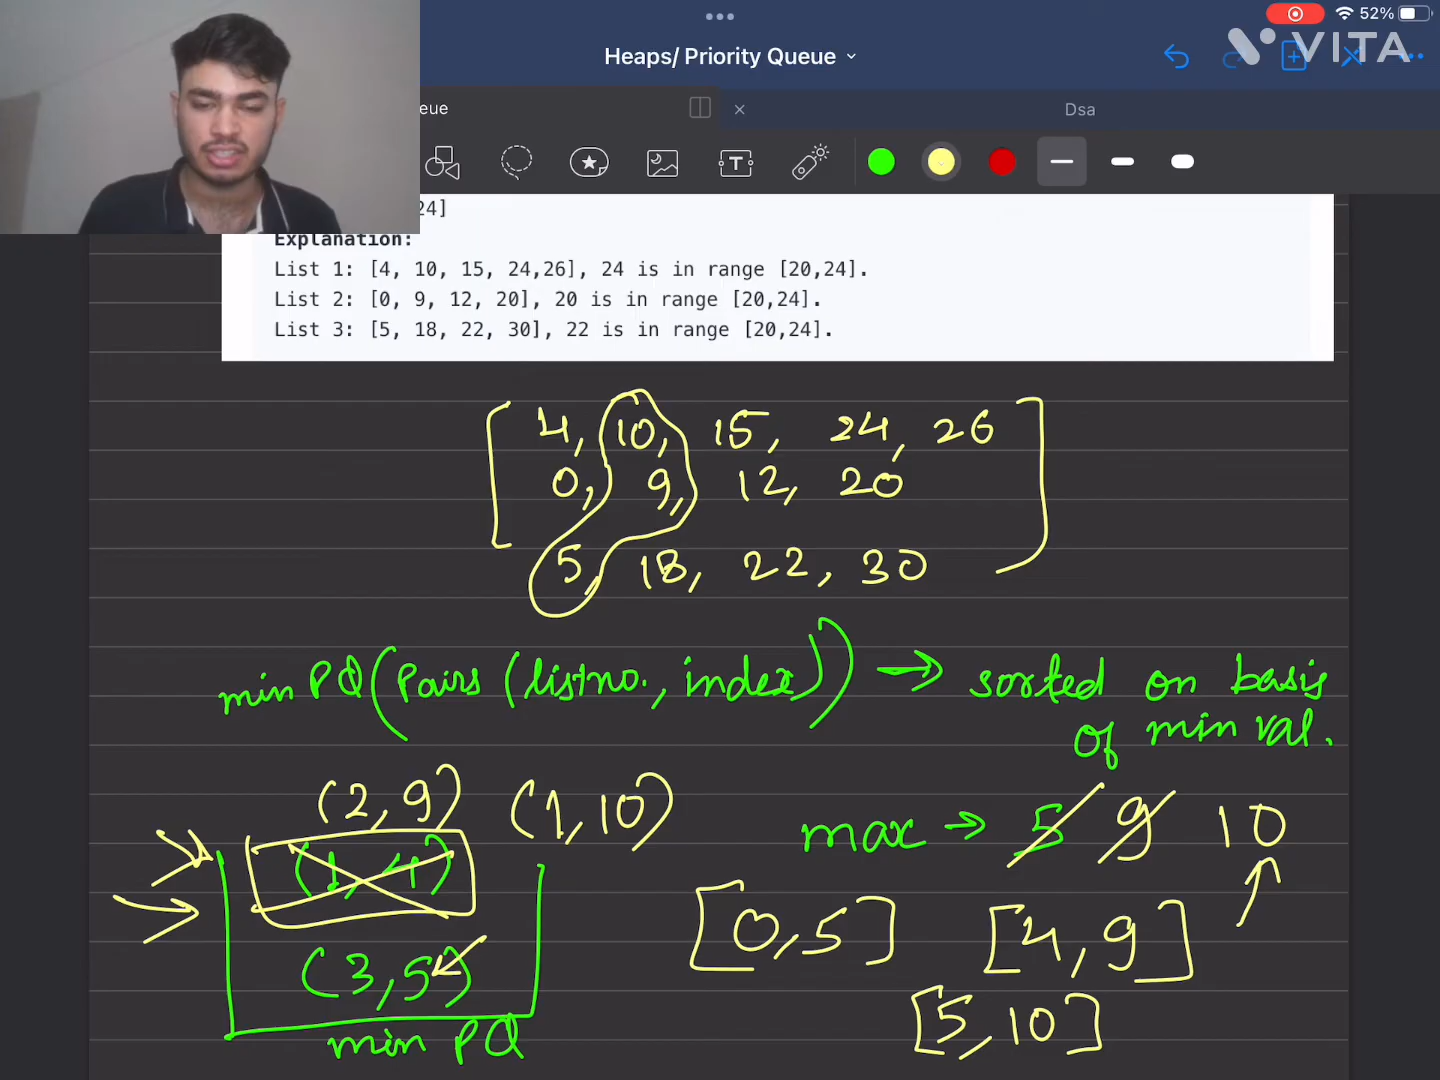 52%
Heaps/ Priority Queue
VITA
eue
Dsa
24]
Explanation:
List 1: [4, 10, 15, 24,26], 24 is in range [20,24].
List 2: [0, 9, 12, 20], 20 is in range [20,24].
List 3: [5, 18, 22, 30], 22 is in range [20,24].
[4, 10, 15, 24, 26
0, 9, 12, 20
5, 18, 22, 30]
min PQ (Pairs (listno., index)) → sorted on basis
of min val.
(2, 9) (1, 10)
max → 5 9 10
(1, 4)
[0, 5] [4, 9]
(3, 5)
[5, 10]
min PQ